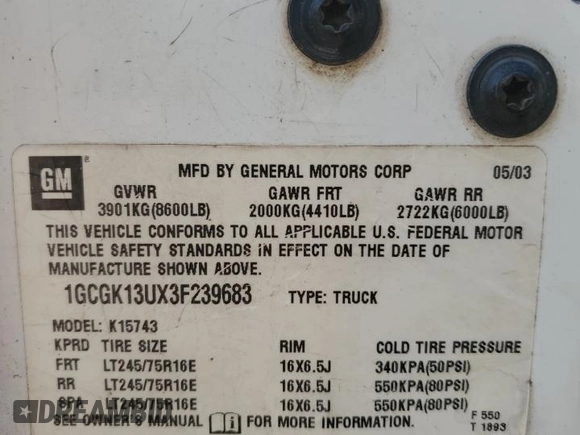 GM ®
MFD BY GENERAL MOTORS CORP 05/03
GVWR GAWR FRT GAWR RR
3901KG(8600LB) 2000KG(4410LB) 2722KG(6000LB)
THIS VEHICLE CONFORMS TO ALL APPLICABLE U.S. FEDERAL MOTOR
VEHICLE SAFETY STANDARDS IN EFFECT ON THE DATE OF
MANUFACTURE SHOWN ABOVE.
1GCGK13UX3F239683 TYPE: TRUCK
MODEL: K15743
KPRD TIRE SIZE RIM COLD TIRE PRESSURE
FRT LT245/75R16E 16X6.5J 340KPA(50PSI)
RR LT245/75R16E 16X6.5J 550KPA(80PSI)
SPA LT245/75R16E 16X6.5J 550KPA(80PSI)
SEE OWNER'S MANUAL FOR MORE INFORMATION.
F 550
T 1893
DREAMBID